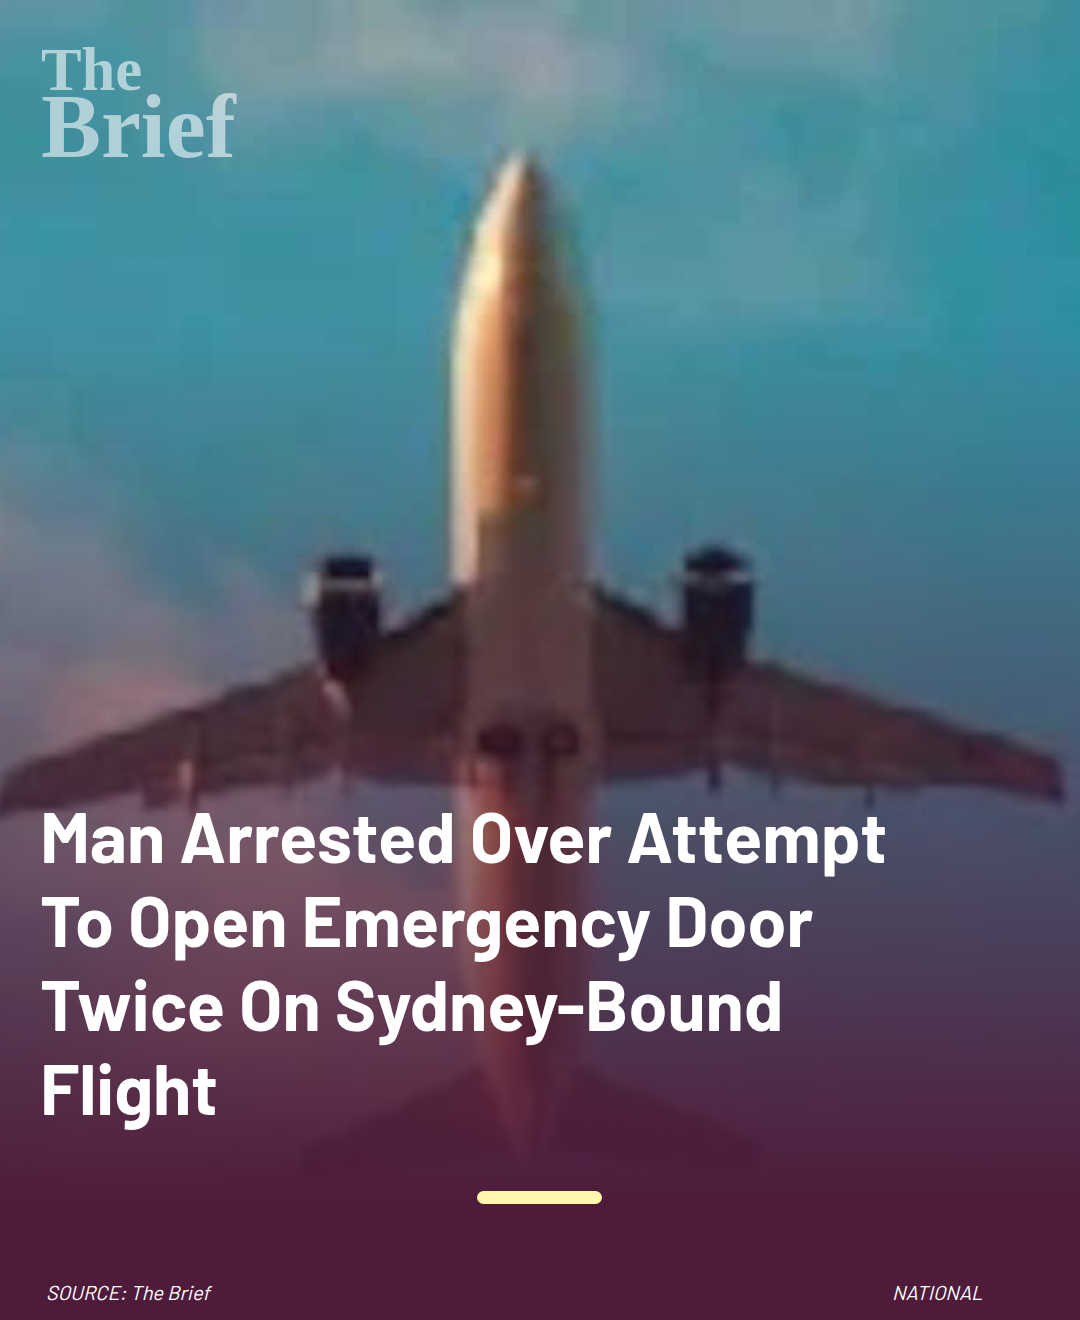 The
Brief
Man Arrested Over Attempt
To Open Emergency Door
Twice On Sydney-Bound
Flight
SOURCE: The Brief
NATIONAL